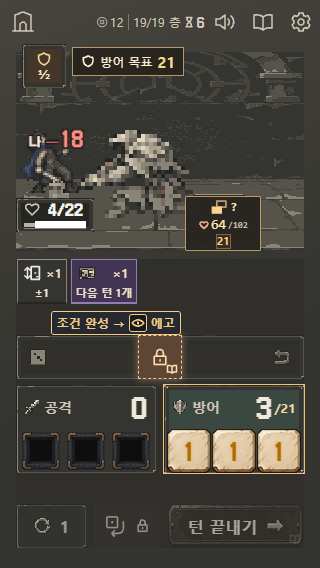 12 19/19 층 6
½
방어 목표 21
나 -18
4/22
?
64/102
21
×1
±1
×1
다음 턴 1개
조건 완성 → 예고
공격 0
방어 3/21
1 1 1
1
턴 끝내기